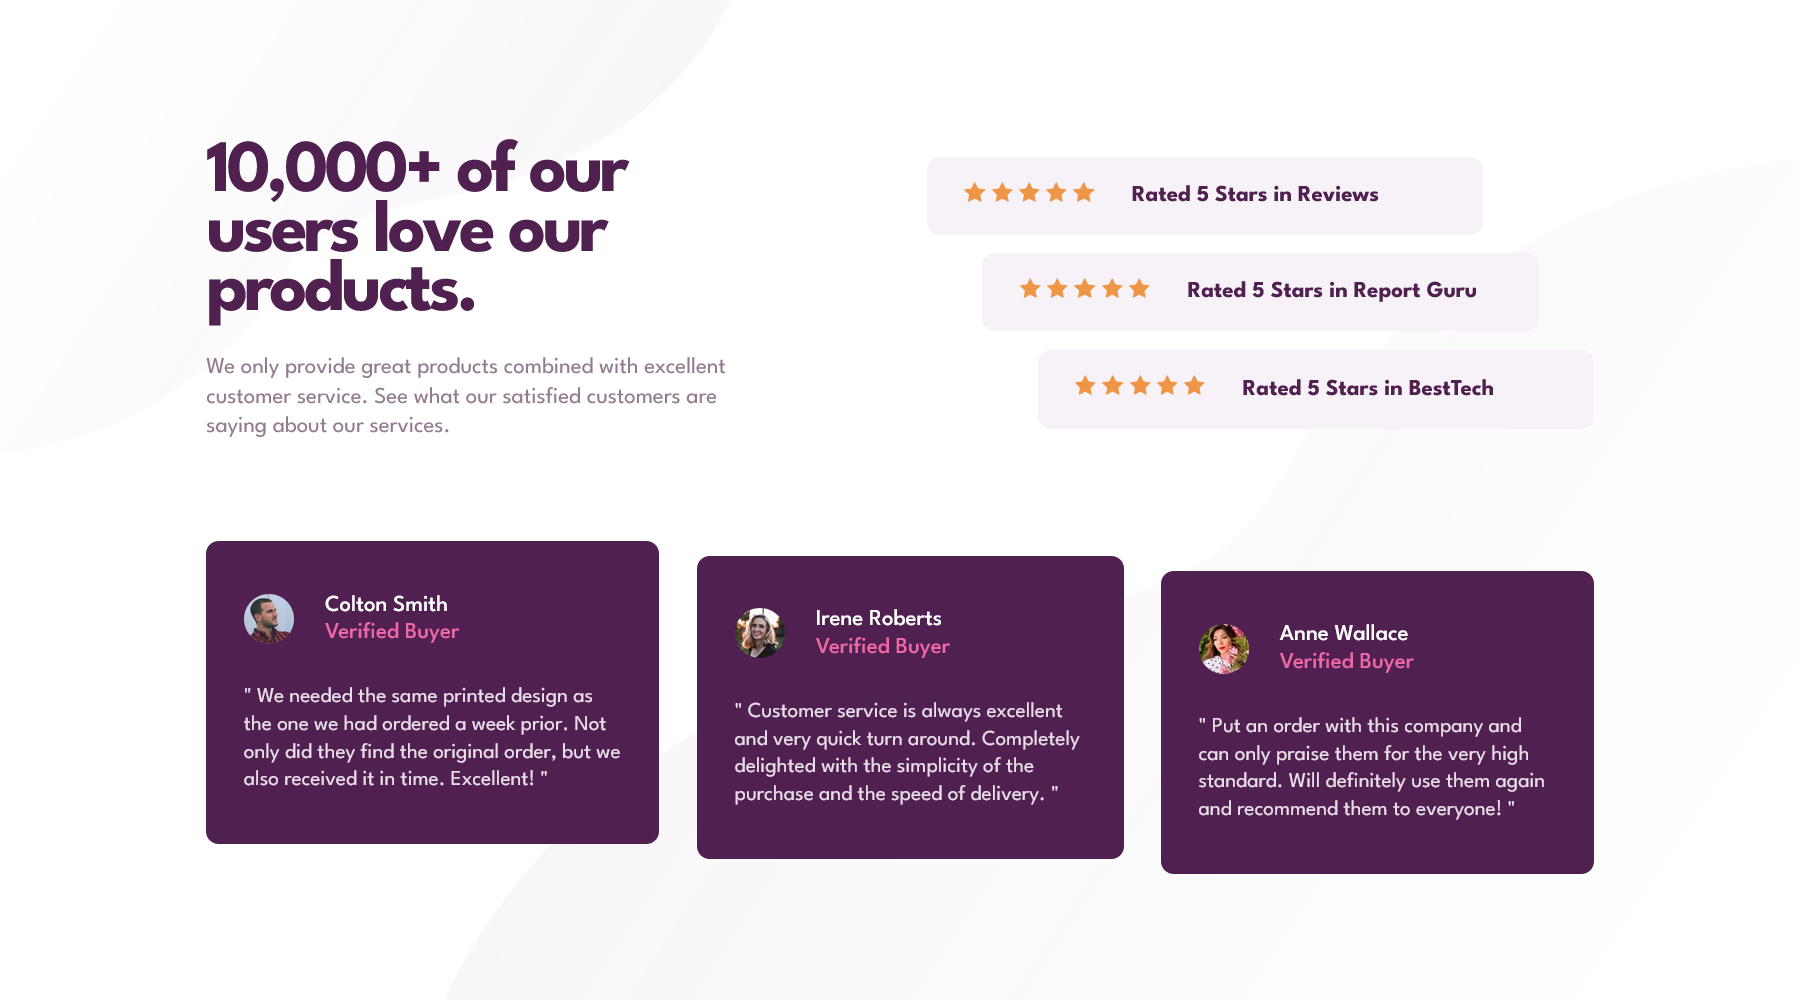 10,000+ of our
users love our
products.
We only provide great products combined with excellent
customer service. See what our satisfied customers are
saying about our services.
Rated 5 Stars in Reviews
Rated 5 Stars in Report Guru
Rated 5 Stars in BestTech
Colton Smith
Verified Buyer
" We needed the same printed design as
the one we had ordered a week prior. Not
only did they find the original order, but we
also received it in time. Excellent! "
Irene Roberts
Verified Buyer
" Customer service is always excellent
and very quick turn around. Completely
delighted with the simplicity of the
purchase and the speed of delivery. "
Anne Wallace
Verified Buyer
" Put an order with this company and
can only praise them for the very high
standard. Will definitely use them again
and recommend them to everyone! "